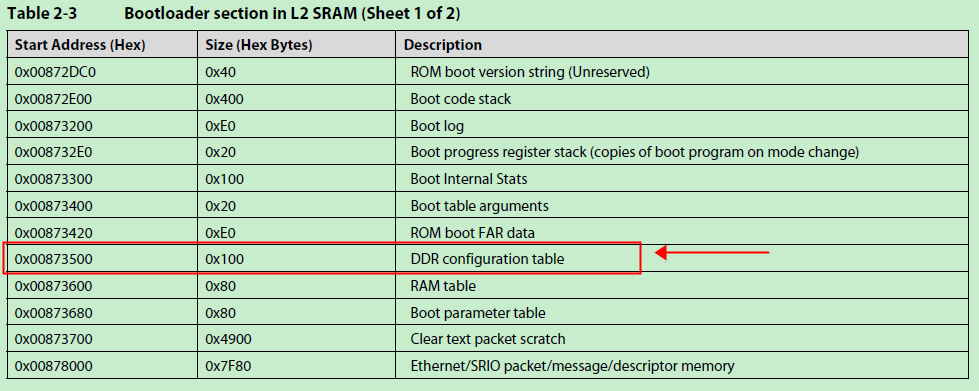 Table 2-3 Bootloader section in L2 SRAM (Sheet 1 of 2)
Start Address (Hex) Size (Hex Bytes) Description
0x00872DC0 0x40 ROM boot version string (Unreserved)
0x00872E00 0x400 Boot code stack
0x00873200 0xE0 Boot log
0x008732E0 0x20 Boot progress register stack (copies of boot program on mode change)
0x00873300 0x100 Boot Internal Stats
0x00873400 0x20 Boot table arguments
0x00873420 0xE0 ROM boot FAR data
0x00873500 0x100 DDR configuration table
0x00873600 0x80 RAM table
0x00873680 0x80 Boot parameter table
0x00873700 0x4900 Clear text packet scratch
0x00878000 0x7F80 Ethernet/SRIO packet/message/descriptor memory